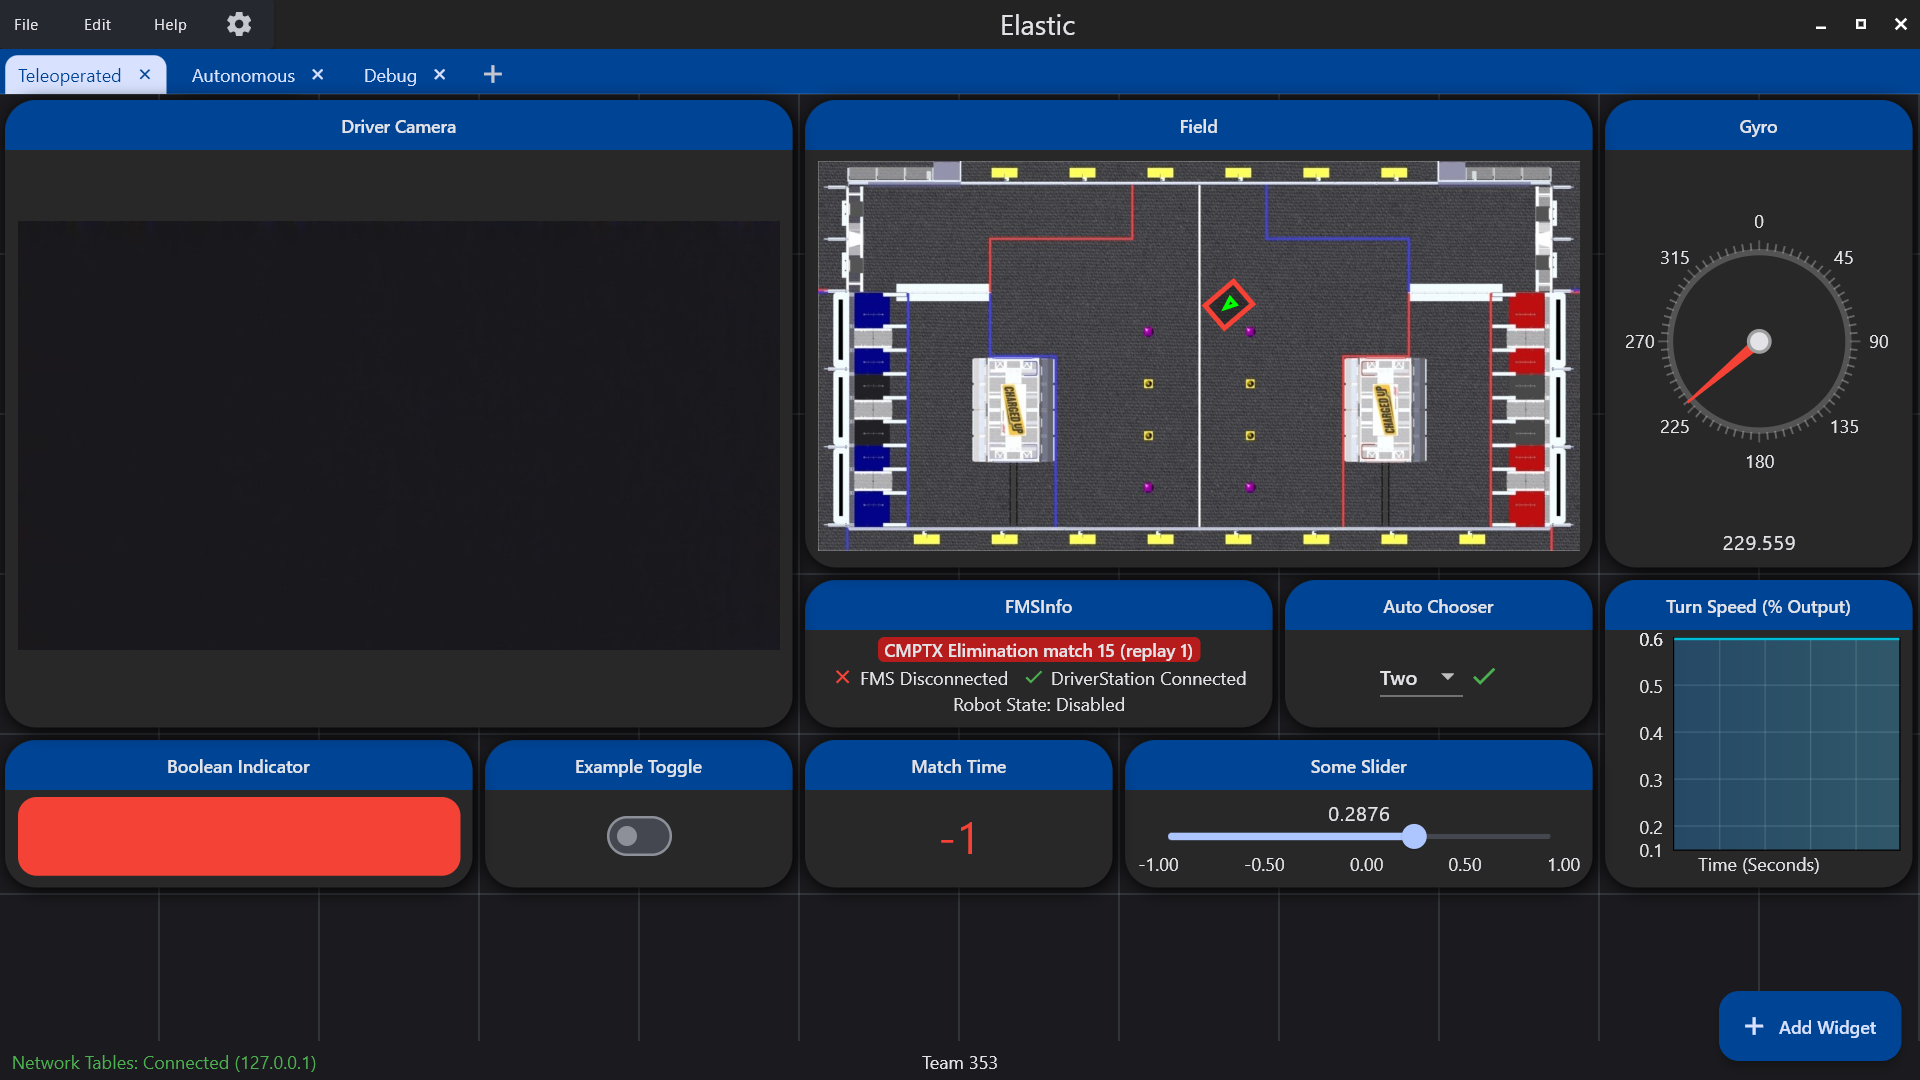 File Edit Help
Elastic
Teleoperated
Autonomous
Debug
Driver Camera
Field
CHARGED UP
CHARGED UP
Gyro
0
315
45
270
90
225
135
180
229.559
FMSInfo
CMPTX Elimination match 15 (replay 1)
FMS Disconnected DriverStation Connected
Robot State: Disabled
Auto Chooser
Two
Turn Speed (% Output)
0.6
0.5
0.4
0.3
0.2
0.1
Time (Seconds)
Boolean Indicator
Example Toggle
Match Time
-1
Some Slider
0.2876
-1.00 -0.50 0.00 0.50 1.00
Add Widget
Network Tables: Connected (127.0.0.1)
Team 353